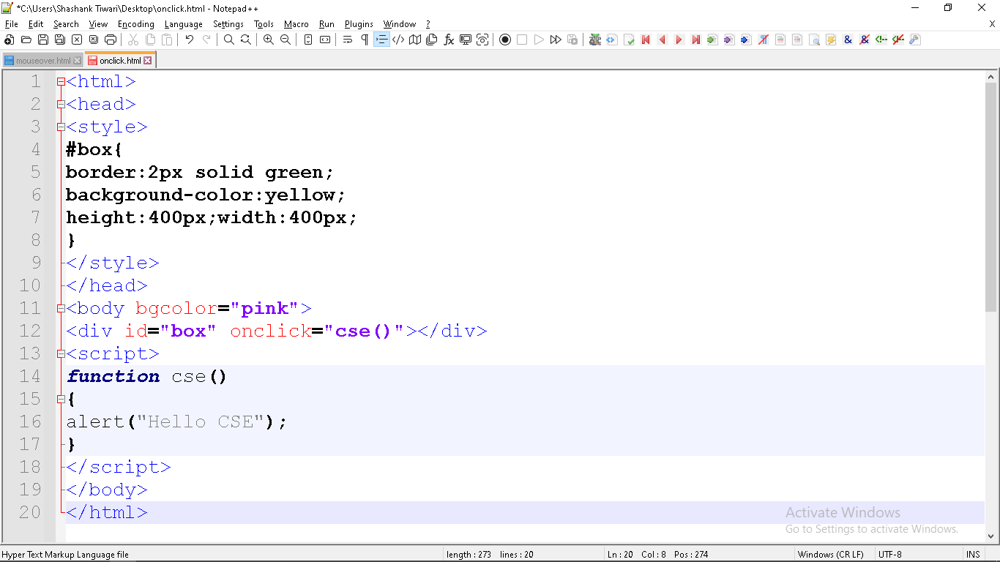 *C:\Users\Shashank Tiwari\Desktop\onclick.html - Notepad++
File Edit Search View Encoding Language Settings Tools Macro Run Plugins Window ? X
mouseover.html onclick.html
1 <html>
2 <head>
3 <style>
4 #box{
5 border:2px solid green;
6 background-color:yellow;
7 height:400px;width:400px;
8 }
9 </style>
10 </head>
11 <body bgcolor="pink">
12 <div id="box" onclick="cse()"></div>
13 <script>
14 function cse()
15 {
16 alert("Hello CSE");
17 }
18 </script>
19 </body>
20 </html>
Activate Windows
Go to Settings to activate Windows.
Hyper Text Markup Language file length : 273 lines : 20 Ln : 20 Col : 8 Pos : 274 Windows (CR LF) UTF-8 INS